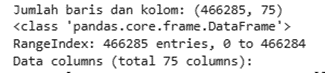 Jumlah baris dan kolom: (466285, 75)
<class 'pandas.core.frame.DataFrame'>
RangeIndex: 466285 entries, 0 to 466284
Data columns (total 75 columns):